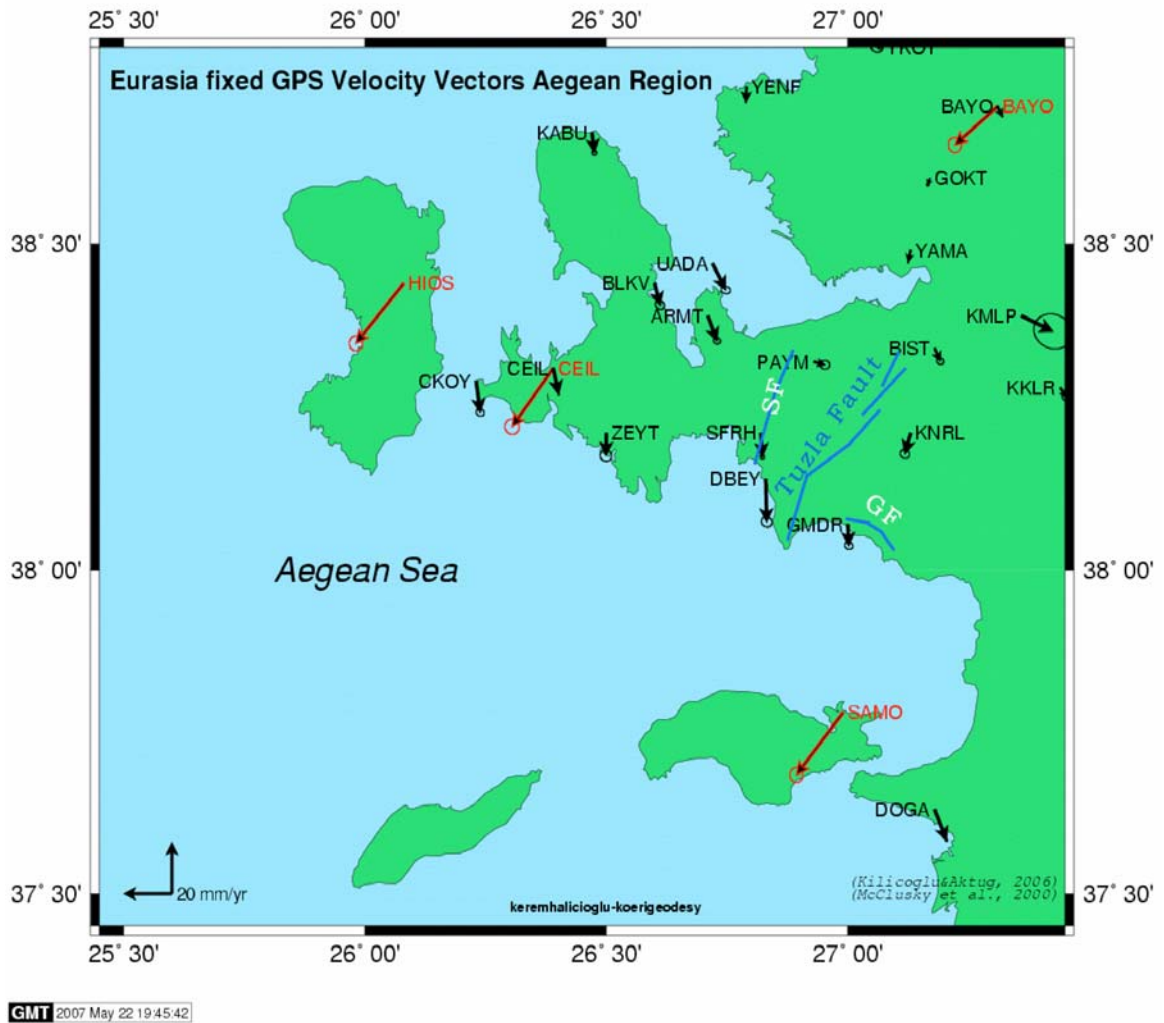 25˚ 30' 26˚ 00' 26˚ 30' 27˚ 00'
Eurasia fixed GPS Velocity Vectors Aegean Region
YENF
BAYO BAYO
KABU
GOKT
38˚ 30' 38˚ 30'
YAMA
UADA
HIOS
BLKV
ARMT
KMLP
BIST
PAYM
CEIL CEIL
CKOY
KKLR
SF
Tuzla Fault
ZEYT
SFRH
KNRL
DBEY
GF
GMDR
38˚ 00' 38˚ 00'
Aegean Sea
SAMO
DOGA
20 mm/yr
(Kilicoglu&Aktug, 2006)
(McClusky et al., 2000)
37˚ 30' 37˚ 30'
keremhalicioglu-koerigeodesy
25˚ 30' 26˚ 00' 26˚ 30' 27˚ 00'
GMT 2007 May 22 19:45:42